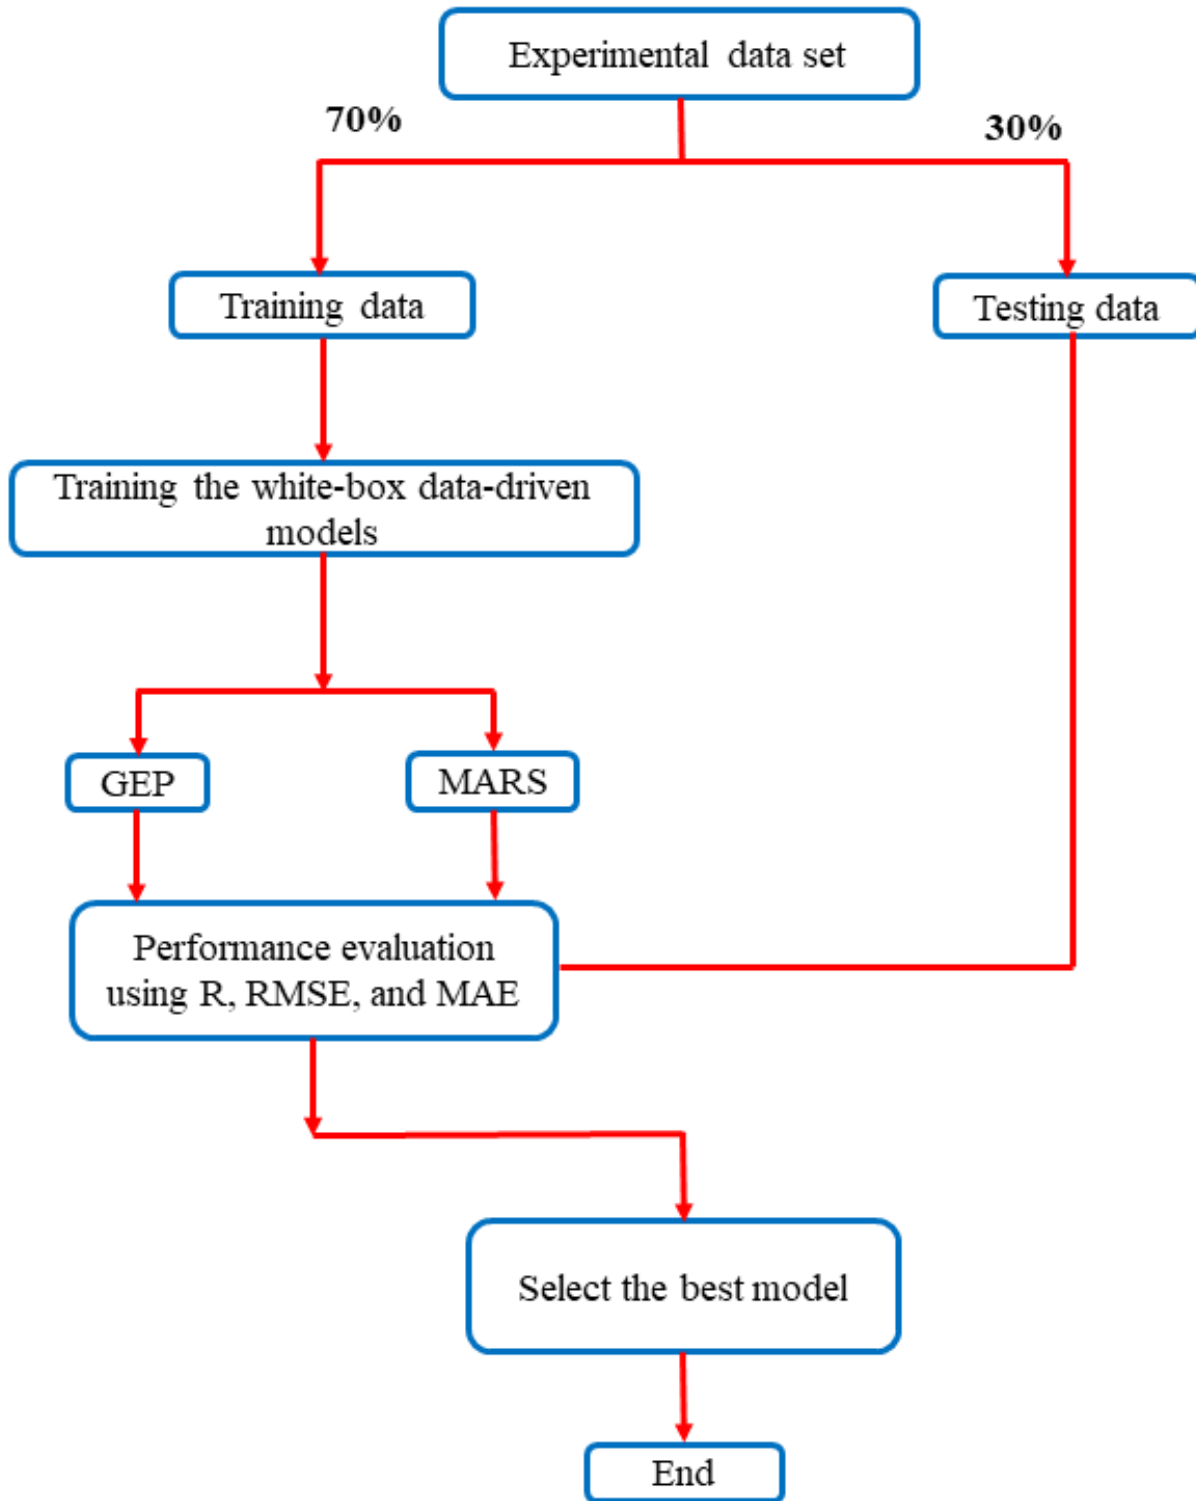 Experimental data set
70%
30%
Training data
Testing data
Training the white-box data-driven
models
GEP
MARS
Performance evaluation
using R, RMSE, and MAE
Select the best model
End